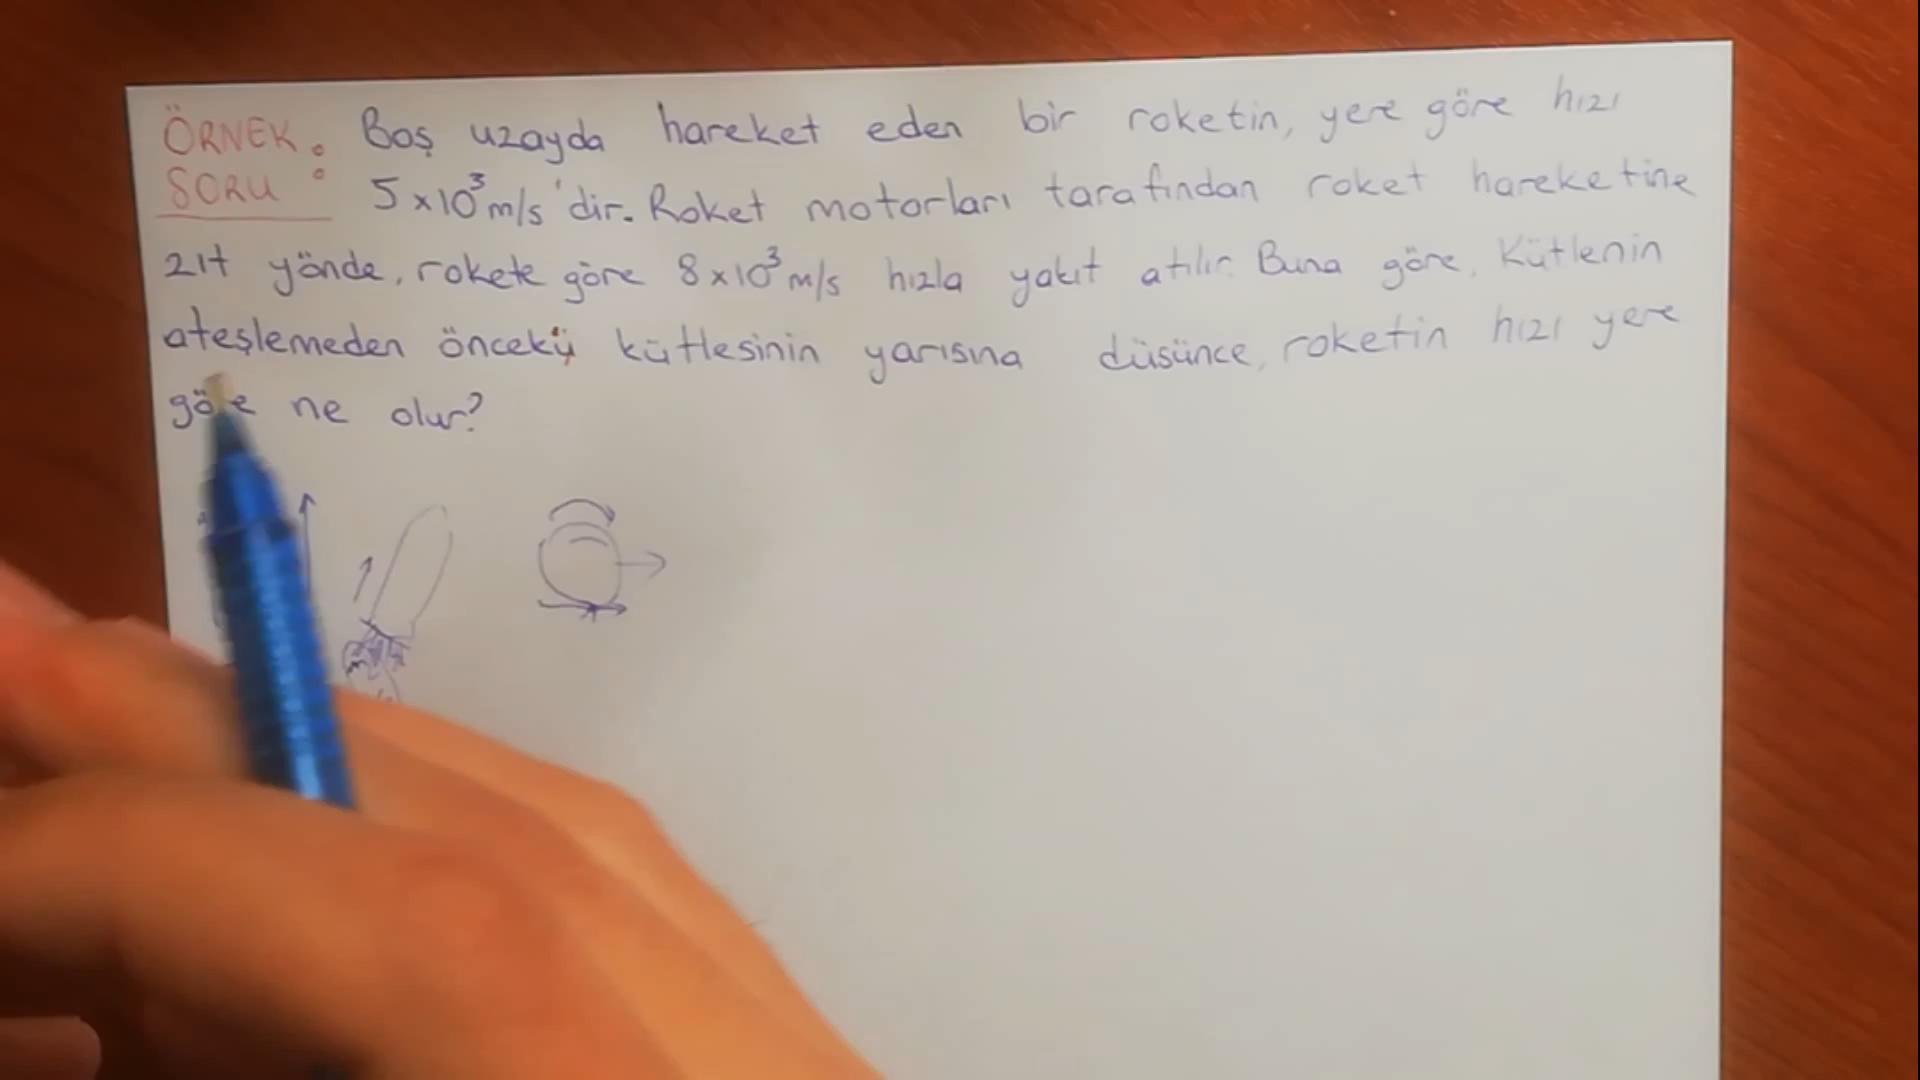 ÖRNEK: Boş uzayda hareket eden bir roketin, yere göre hızı
SORU 5x10³ m/s'dir. Roket motorları tarafından roket hareketine
zıt yönde, rokete göre 8x10³ m/s hızla yakıt atılır. Buna göre, Kütlenin
ateşlemeden önceki kütlesinin yarısına düşünce, roketin hızı yere
göre ne olur?